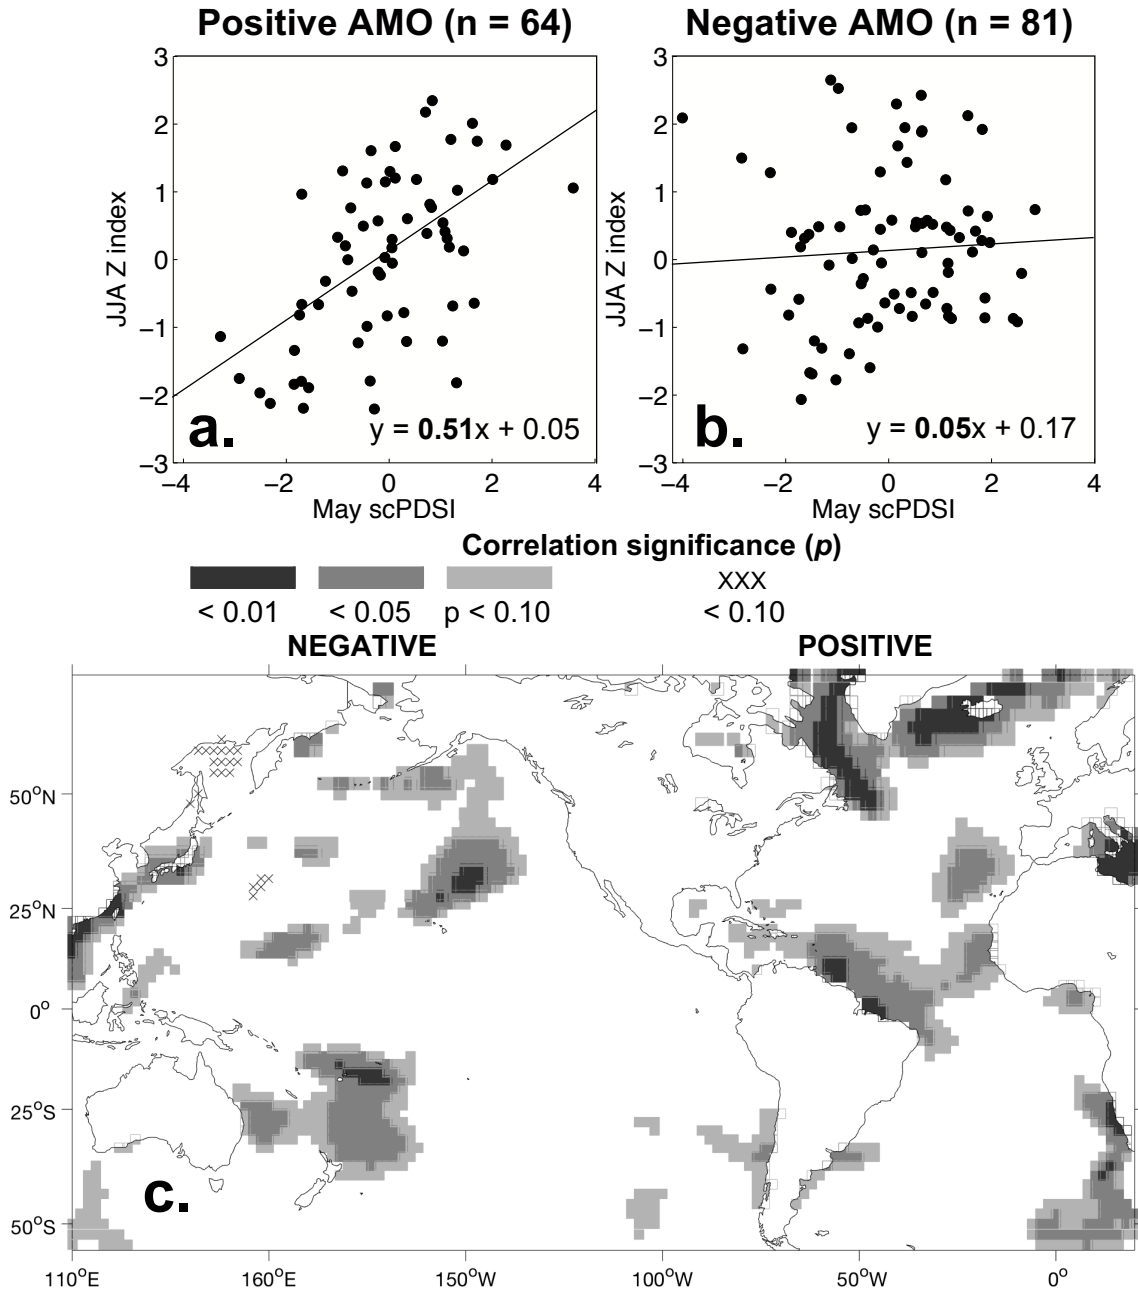 Positive AMO (n = 64)
Negative AMO (n = 81)
3
2
1
0
−1
−2
−3
JJA Z index
a.
y = 0.51x + 0.05
−4
−2
0
2
4
May scPDSI
3
2
1
0
−1
−2
−3
JJA Z index
b.
y = 0.05x + 0.17
−4
−2
0
2
4
May scPDSI
Correlation significance (p)
XXX
< 0.01
< 0.05
p < 0.10
< 0.10
NEGATIVE
POSITIVE
50°N
25°N
0°
25°S
50°S
c.
110°E
160°E
150°W
100°W
50°W
0°